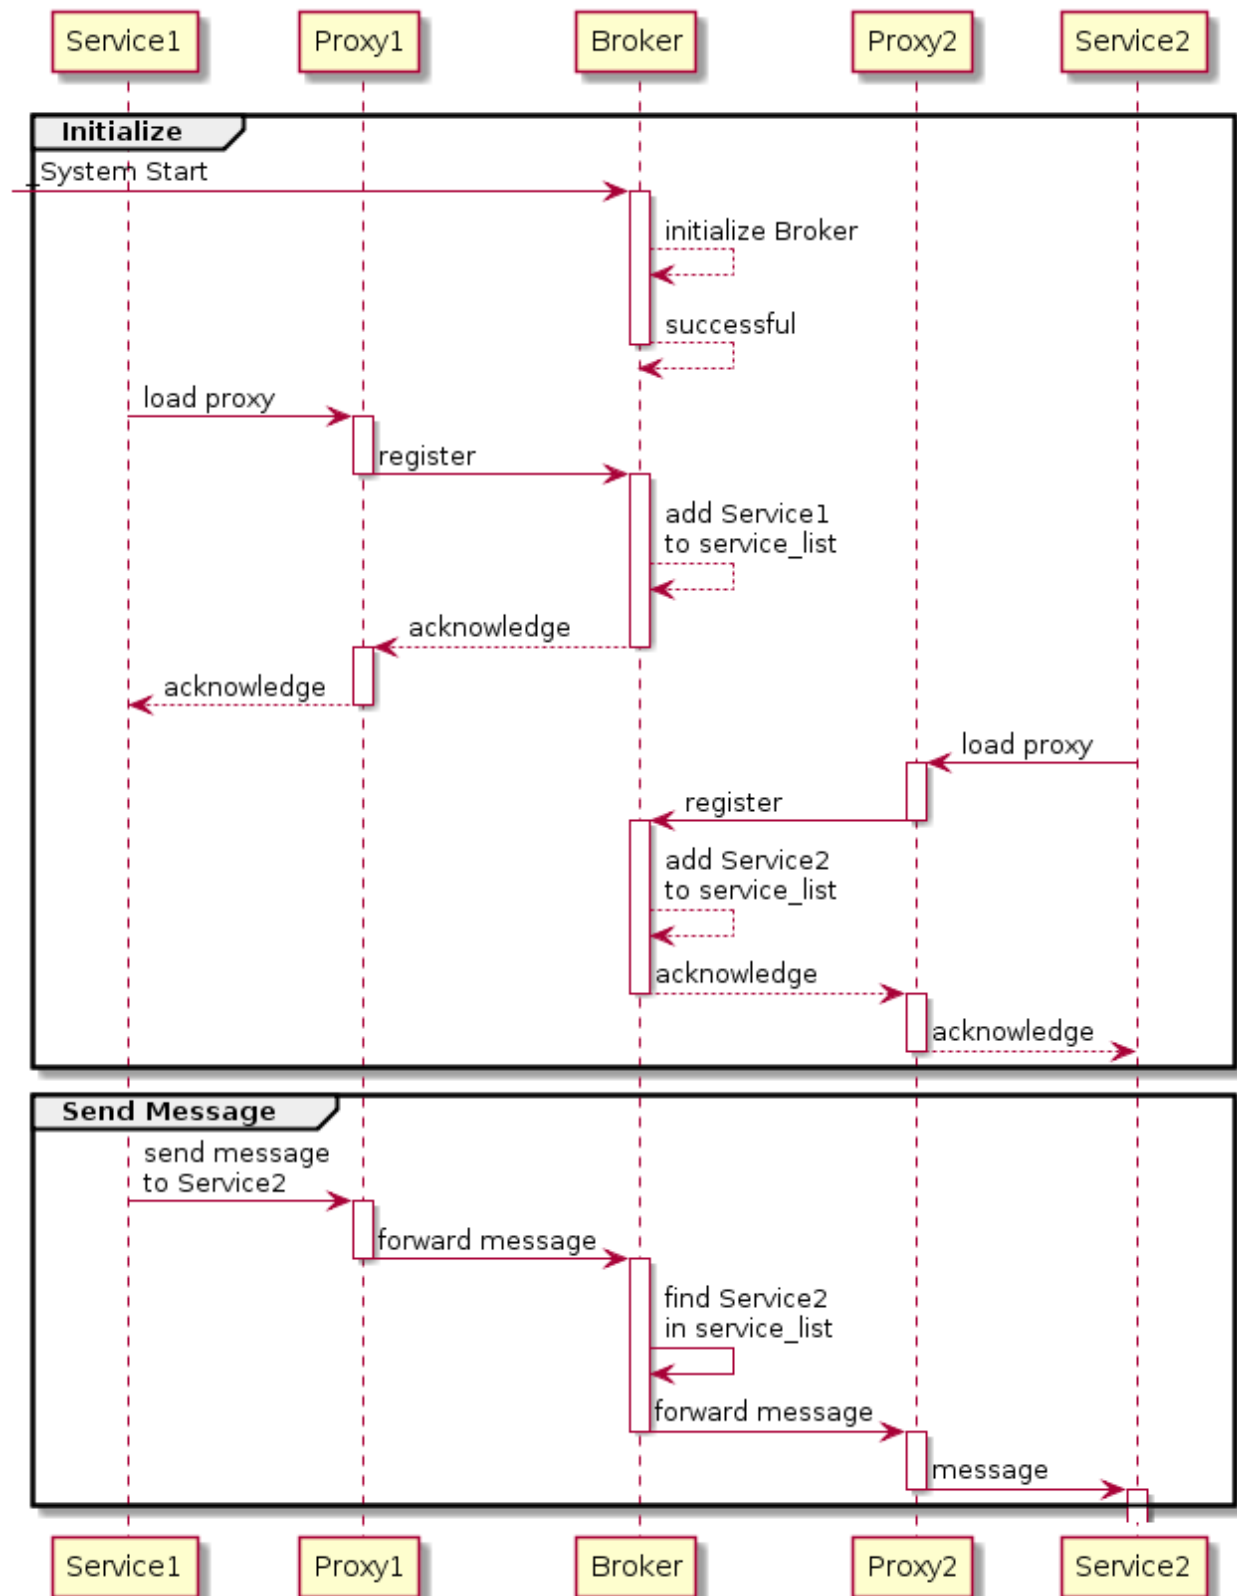 Service1 Proxy1 Broker Proxy2 Service2
Initialize
_System Start
initialize Broker
successful
load proxy
register
add Service1
to service_list
acknowledge
acknowledge
load proxy
register
add Service2
to service_list
acknowledge
acknowledge
Send Message
send message
to Service2
forward message
find Service2
in service_list
forward message
message
Service1 Proxy1 Broker Proxy2 Service2